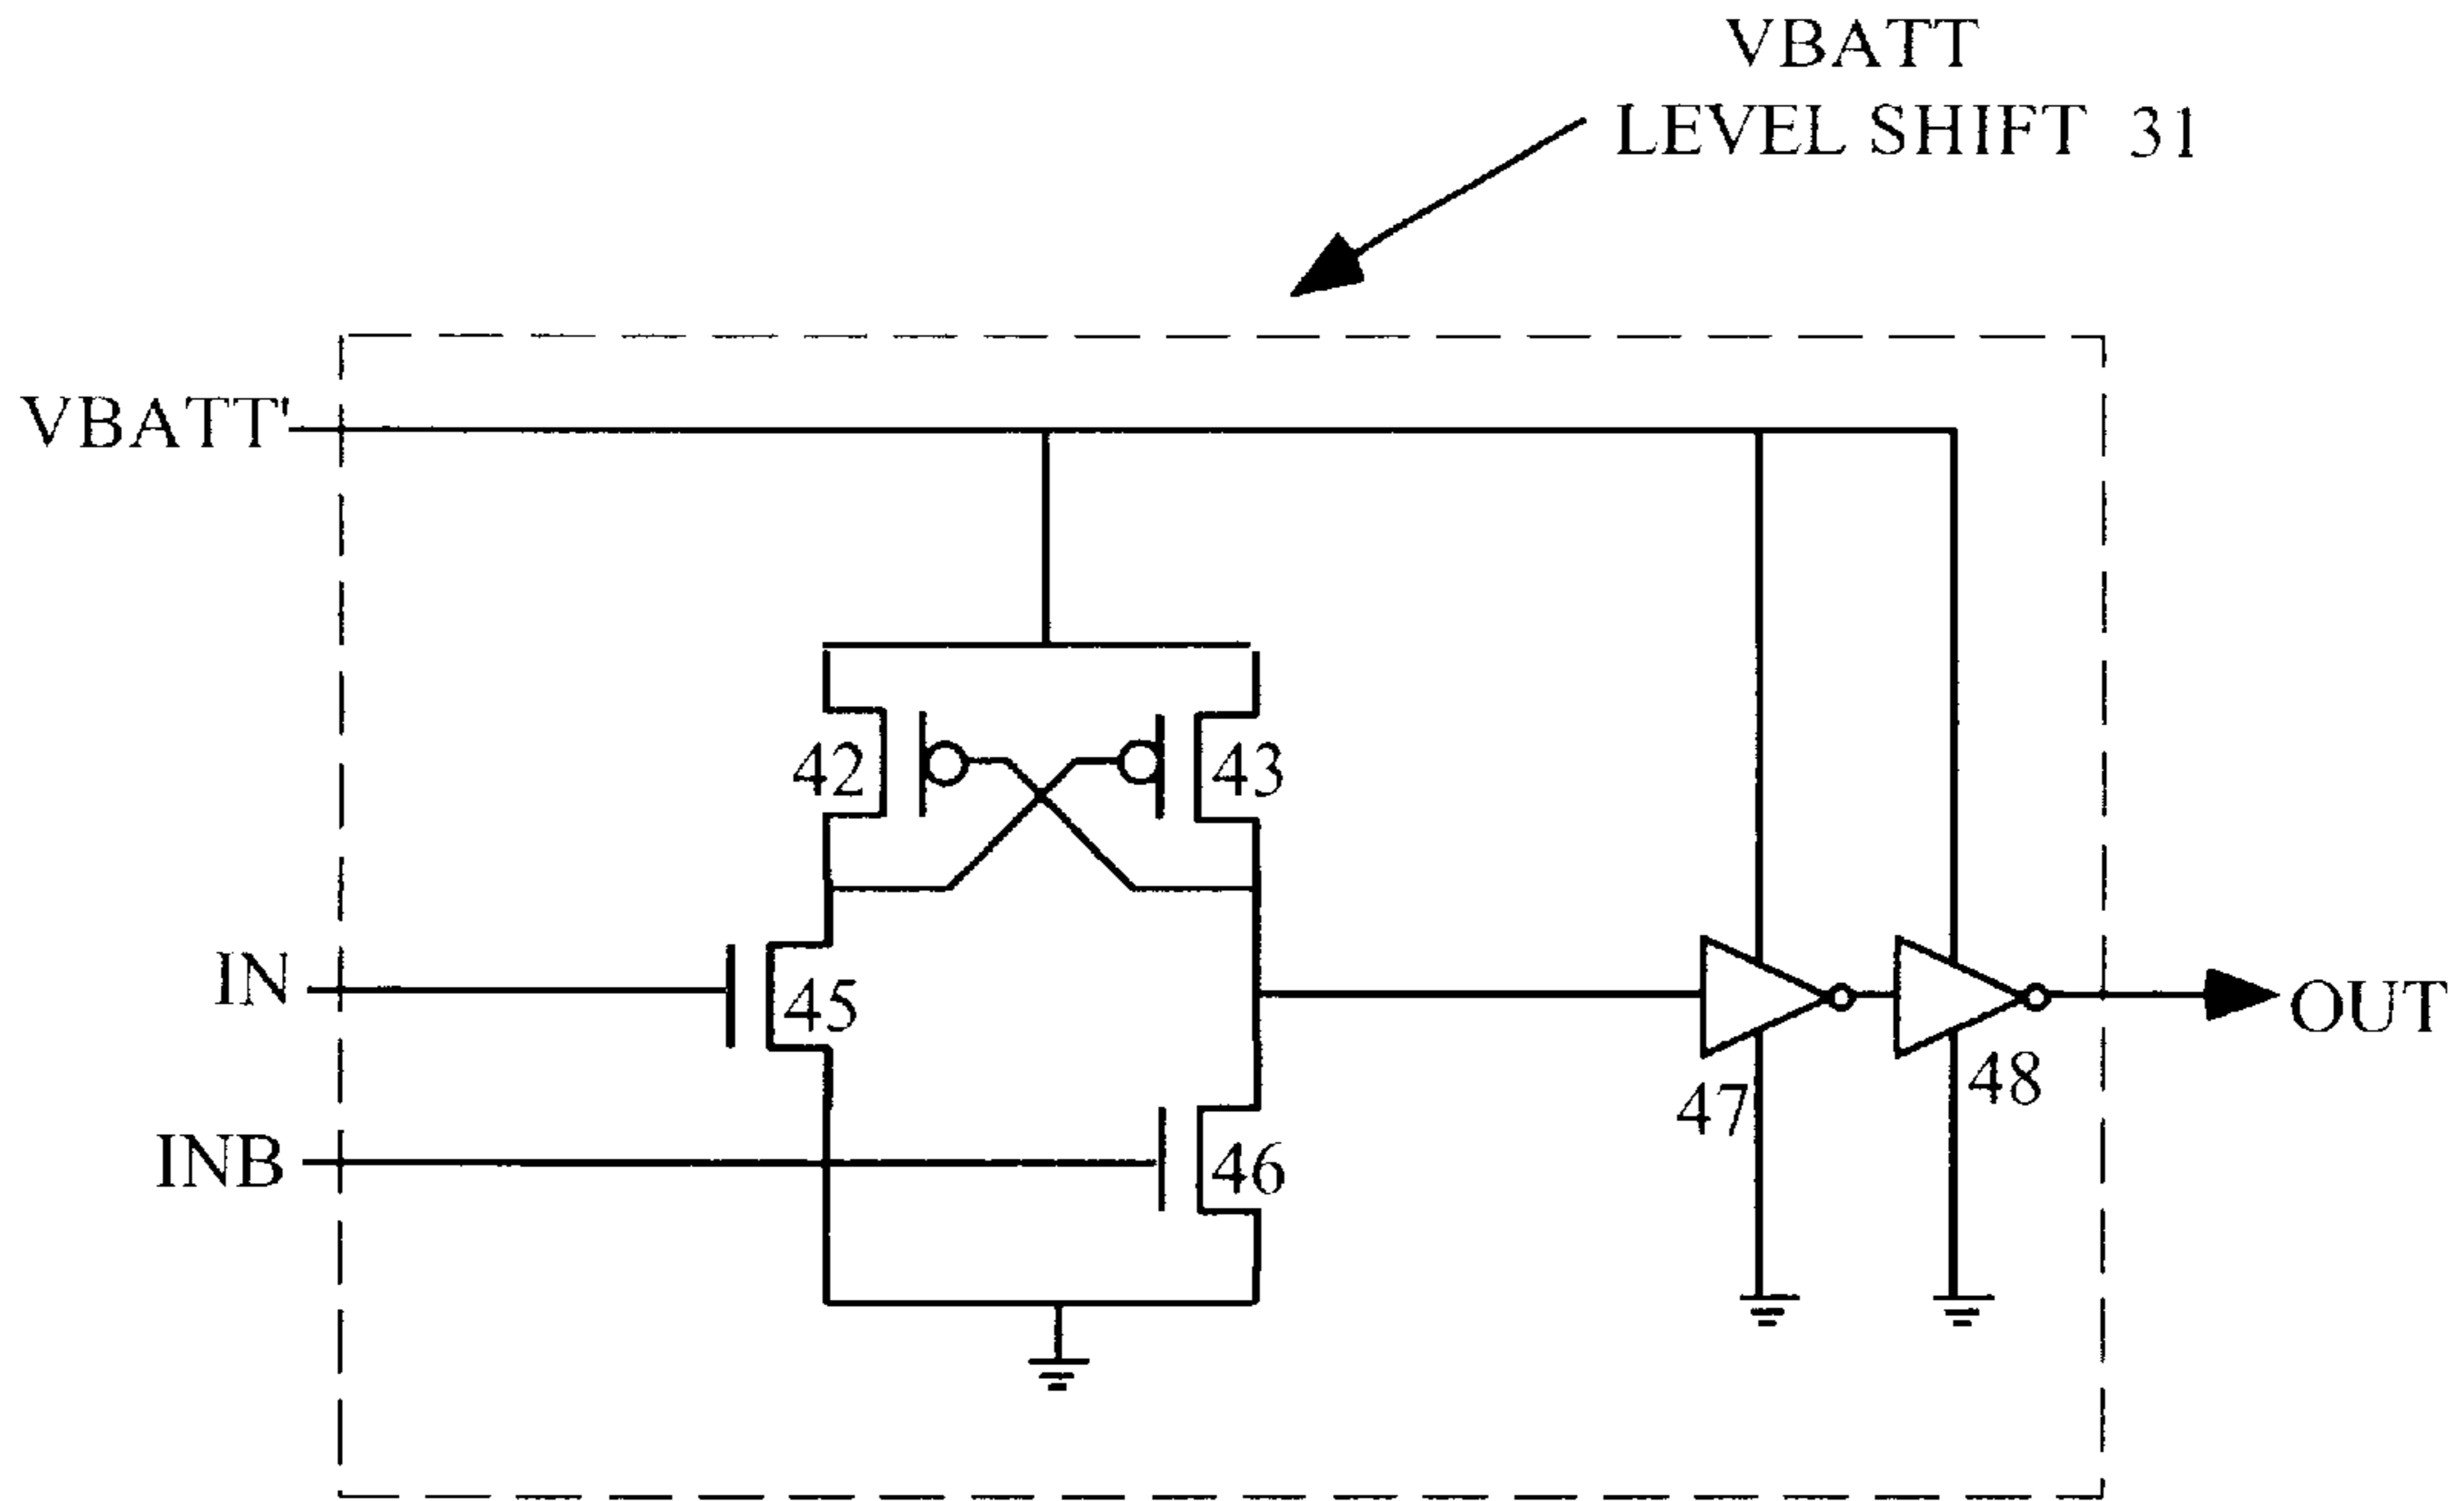 VBATT
LEVEL SHIFT 31
VBATT'
42
43
IN
45
OUT
47
48
INB
46